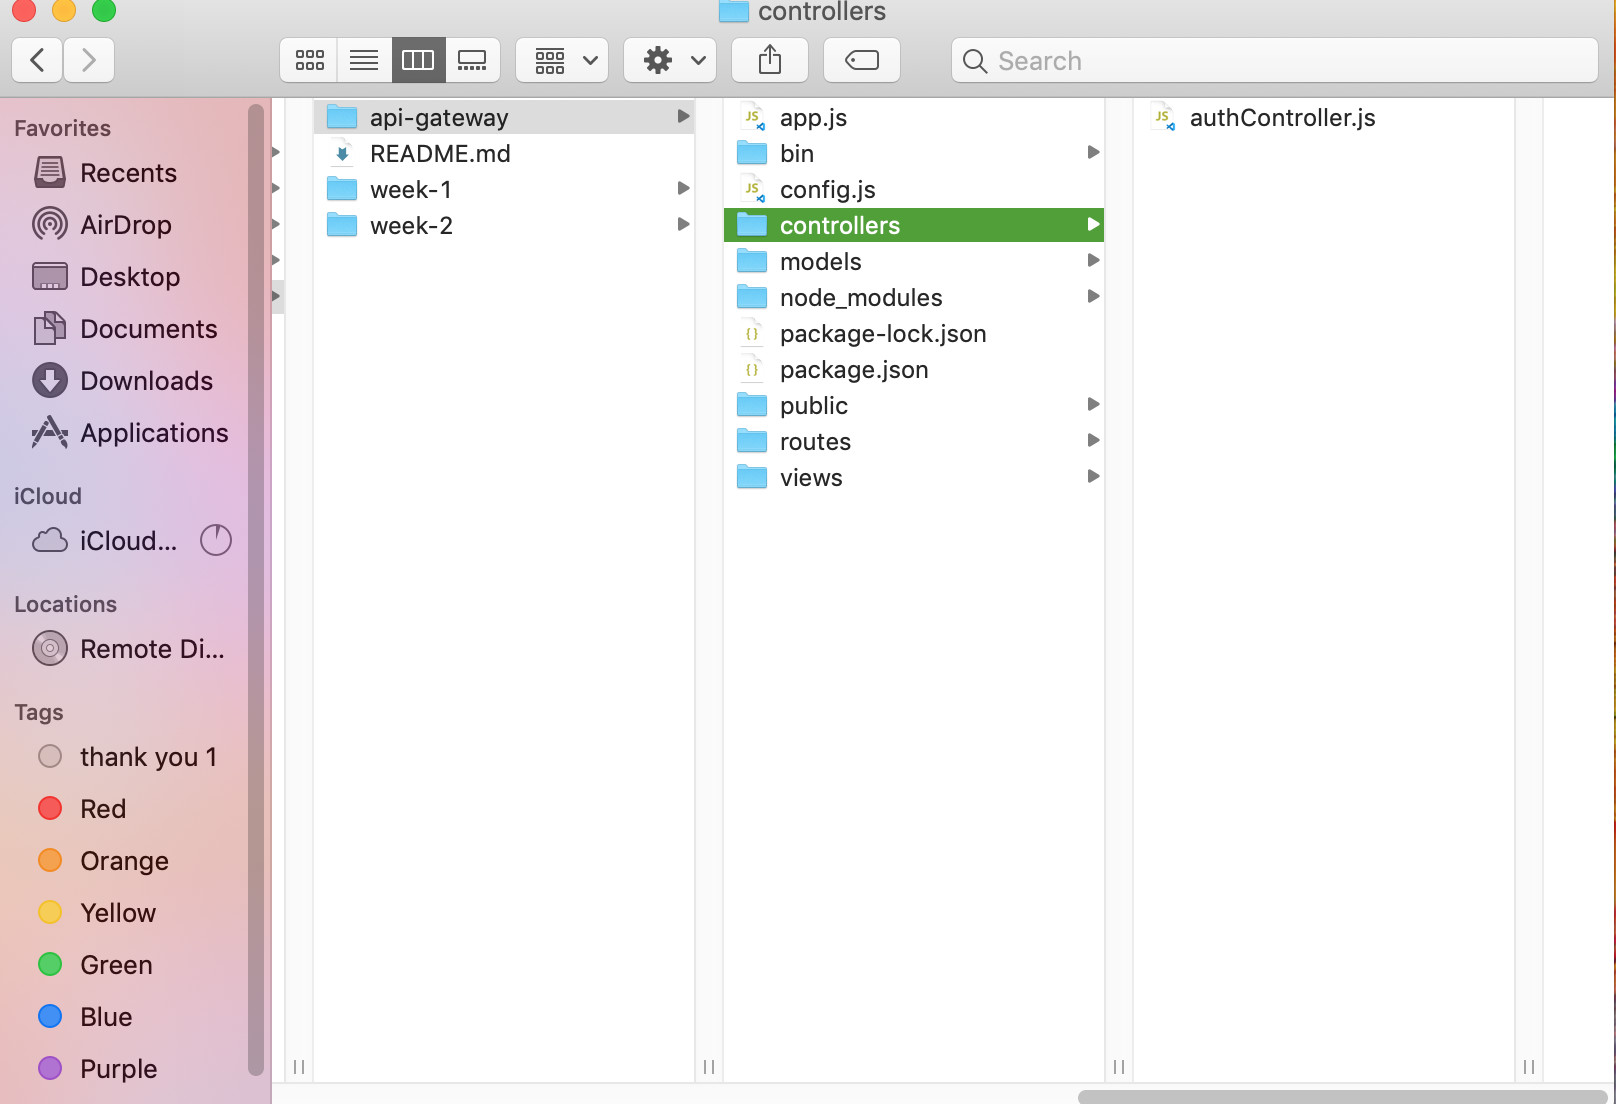 controllers
Search
Favorites
Recents
AirDrop
Desktop
Documents
Downloads
Applications
iCloud
iCloud...
Locations
Remote Di...
Tags
thank you 1
Red
Orange
Yellow
Green
Blue
Purple
api-gateway
README.md
week-1
week-2
app.js
bin
config.js
controllers
models
node_modules
package-lock.json
package.json
public
routes
views
authController.js